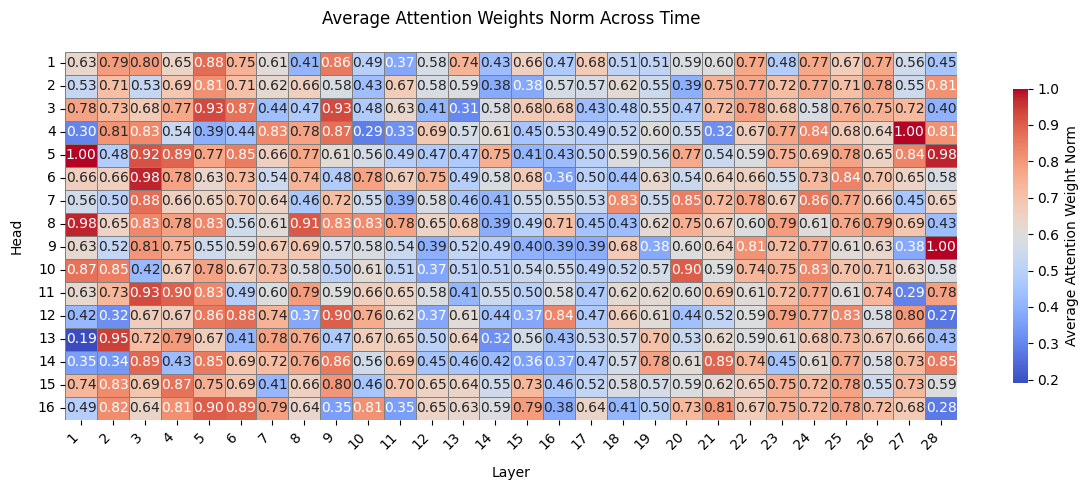 Average Attention Weights Norm Across Time
1 0.63 0.79 0.80 0.65 0.88 0.75 0.61 0.41 0.86 0.49 0.37 0.58 0.74 0.43 0.66 0.47 0.68 0.51 0.51 0.59 0.60 0.77 0.48 0.77 0.67 0.77 0.56 0.45
2 0.53 0.71 0.53 0.69 0.81 0.71 0.62 0.66 0.58 0.43 0.67 0.58 0.59 0.38 0.38 0.57 0.57 0.62 0.55 0.39 0.75 0.77 0.72 0.77 0.71 0.78 0.55 0.81
3 0.78 0.73 0.68 0.77 0.93 0.87 0.44 0.47 0.93 0.48 0.63 0.41 0.31 0.58 0.68 0.68 0.43 0.48 0.55 0.47 0.72 0.78 0.68 0.58 0.76 0.75 0.72 0.40
4 0.30 0.81 0.83 0.54 0.39 0.44 0.83 0.78 0.87 0.29 0.33 0.69 0.57 0.61 0.45 0.53 0.49 0.52 0.60 0.55 0.32 0.67 0.77 0.84 0.68 0.64 1.00 0.81
5 1.00 0.48 0.92 0.89 0.77 0.85 0.66 0.77 0.61 0.56 0.49 0.47 0.47 0.75 0.41 0.43 0.50 0.59 0.56 0.77 0.54 0.59 0.75 0.69 0.78 0.65 0.84 0.98
6 0.66 0.66 0.98 0.78 0.63 0.73 0.54 0.74 0.48 0.78 0.67 0.75 0.49 0.58 0.68 0.36 0.50 0.44 0.63 0.54 0.64 0.66 0.55 0.73 0.84 0.70 0.65 0.58
7 0.56 0.50 0.88 0.66 0.65 0.70 0.64 0.46 0.72 0.55 0.39 0.58 0.46 0.41 0.55 0.55 0.53 0.83 0.55 0.85 0.72 0.78 0.67 0.86 0.77 0.66 0.45 0.65
8 0.98 0.65 0.83 0.78 0.83 0.56 0.61 0.91 0.83 0.83 0.78 0.65 0.68 0.39 0.49 0.71 0.45 0.43 0.62 0.67 0.73 0.60 0.79 0.61 0.76 0.79 0.69 0.43
9 0.63 0.52 0.81 0.75 0.55 0.59 0.67 0.69 0.57 0.58 0.54 0.39 0.52 0.49 0.40 0.39 0.39 0.68 0.38 0.60 0.64 0.81 0.72 0.77 0.61 0.63 0.38 1.00
10 0.87 0.85 0.42 0.67 0.78 0.67 0.73 0.58 0.50 0.61 0.51 0.37 0.51 0.51 0.54 0.55 0.49 0.52 0.57 0.90 0.59 0.74 0.75 0.83 0.70 0.71 0.63 0.58
11 0.63 0.73 0.93 0.90 0.83 0.49 0.60 0.79 0.59 0.66 0.65 0.58 0.41 0.55 0.50 0.58 0.47 0.62 0.62 0.60 0.69 0.61 0.72 0.77 0.61 0.74 0.29 0.78
12 0.42 0.32 0.67 0.67 0.86 0.88 0.74 0.37 0.90 0.76 0.62 0.37 0.61 0.44 0.37 0.84 0.47 0.66 0.61 0.44 0.52 0.59 0.79 0.77 0.83 0.58 0.80 0.27
13 0.19 0.95 0.72 0.79 0.67 0.41 0.78 0.76 0.47 0.67 0.43 0.50 0.64 0.32 0.56 0.43 0.53 0.57 0.70 0.53 0.62 0.59 0.61 0.68 0.73 0.67 0.66 0.43
14 0.35 0.34 0.89 0.43 0.85 0.69 0.72 0.76 0.86 0.56 0.69 0.45 0.46 0.42 0.36 0.37 0.47 0.57 0.78 0.61 0.89 0.74 0.45 0.61 0.77 0.58 0.73 0.85
15 0.74 0.83 0.69 0.87 0.75 0.69 0.41 0.66 0.80 0.46 0.70 0.65 0.64 0.55 0.73 0.46 0.52 0.58 0.57 0.59 0.62 0.65 0.75 0.72 0.78 0.55 0.73 0.59
16 0.49 0.82 0.64 0.81 0.90 0.89 0.79 0.64 0.35 0.81 0.35 0.65 0.63 0.59 0.79 0.38 0.64 0.41 0.50 0.73 0.81 0.67 0.75 0.72 0.78 0.72 0.68 0.28
1 2 3 4 5 6 7 8 9 10 11 12 13 14 15 16 17 18 19 20 21 22 23 24 25 26 27 28
Layer
Head
1.0
0.9
0.8
0.7
0.6
0.5
0.4
0.3
0.2
Average Attention Weight Norm